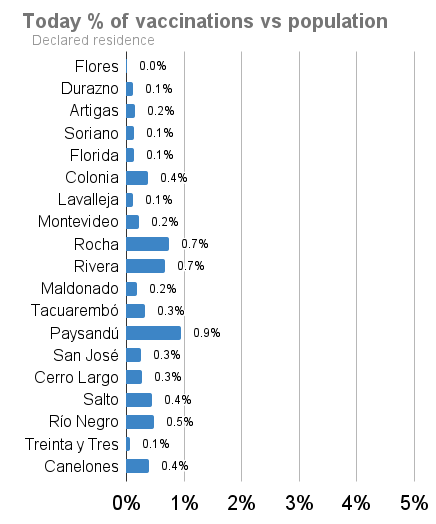 Today % of vaccinations vs population
Declared residence
Flores 0.0%
Durazno 0.1%
Artigas 0.2%
Soriano 0.1%
Florida 0.1%
Colonia 0.4%
Lavalleja 0.1%
Montevideo 0.2%
Rocha 0.7%
Rivera 0.7%
Maldonado 0.2%
Tacuarembó 0.3%
Paysandú 0.9%
San José 0.3%
Cerro Largo 0.3%
Salto 0.4%
Río Negro 0.5%
Treinta y Tres 0.1%
Canelones 0.4%
0% 1% 2% 3% 4% 5%